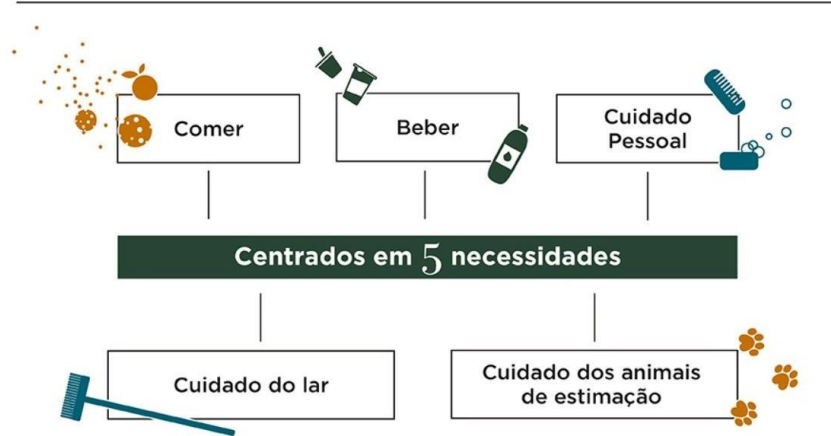 Comer
Beber
Cuidado
Pessoal
Centrados em 5 necessidades
Cuidado do lar
Cuidado dos animais
de estimação